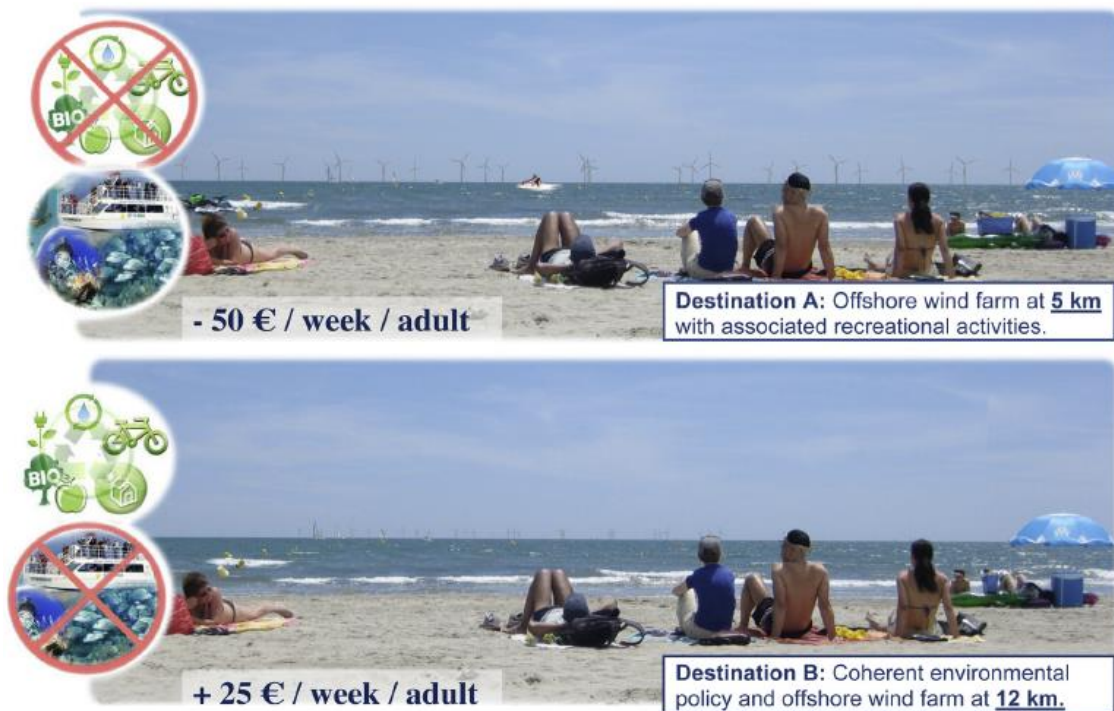 BIO
- 50 € / week / adult
Destination A: Offshore wind farm at 5 km
with associated recreational activities.
BIO
+ 25 € / week / adult
Destination B: Coherent environmental
policy and offshore wind farm at 12 km.